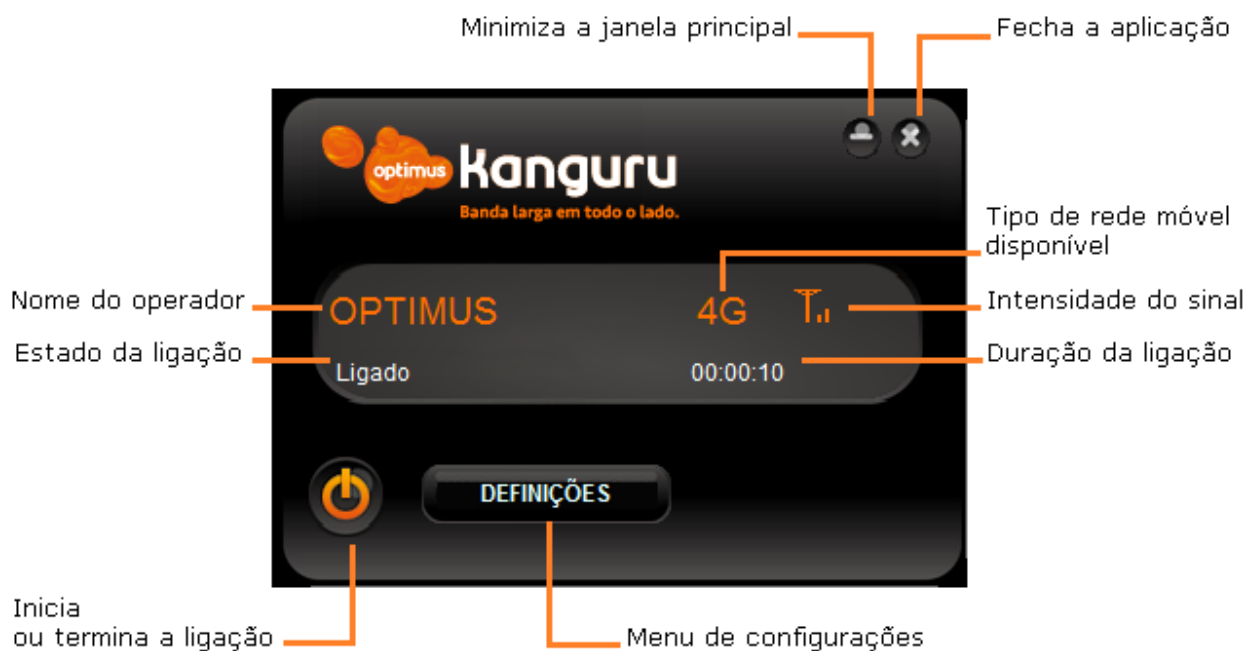 Minimiza a janela principal
Fecha a aplicação
optimus
Kanguru
Banda larga em todo o lado.
Tipo de rede móvel
disponível
Nome do operador
OPTIMUS
4G
Intensidade do sinal
Estado da ligação
Ligado
00:00:10
Duração da ligação
DEFINIÇÕES
Inicia
ou termina a ligação
Menu de configurações